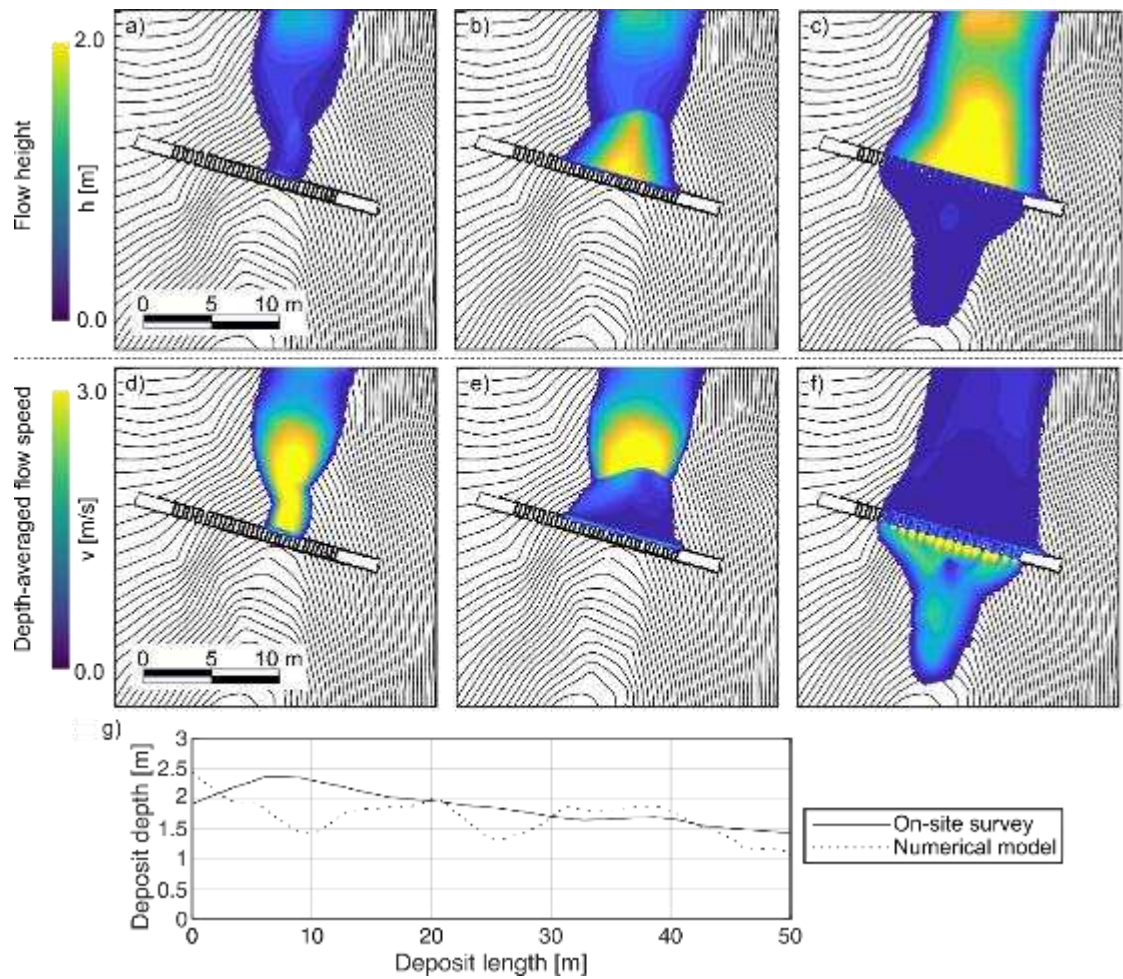 a)
b)
c)
2.0
Flow height
h [m]
0.0
0 5 10 m
d)
e)
f)
3.0
Depth-averaged flow speed
v [m/s]
0.0
0 5 10 m
g)
3
2.5
2
1.5
1
0.5
0
Deposit depth [m]
0 10 20 30 40 50
Deposit length [m]
On-site survey
Numerical model